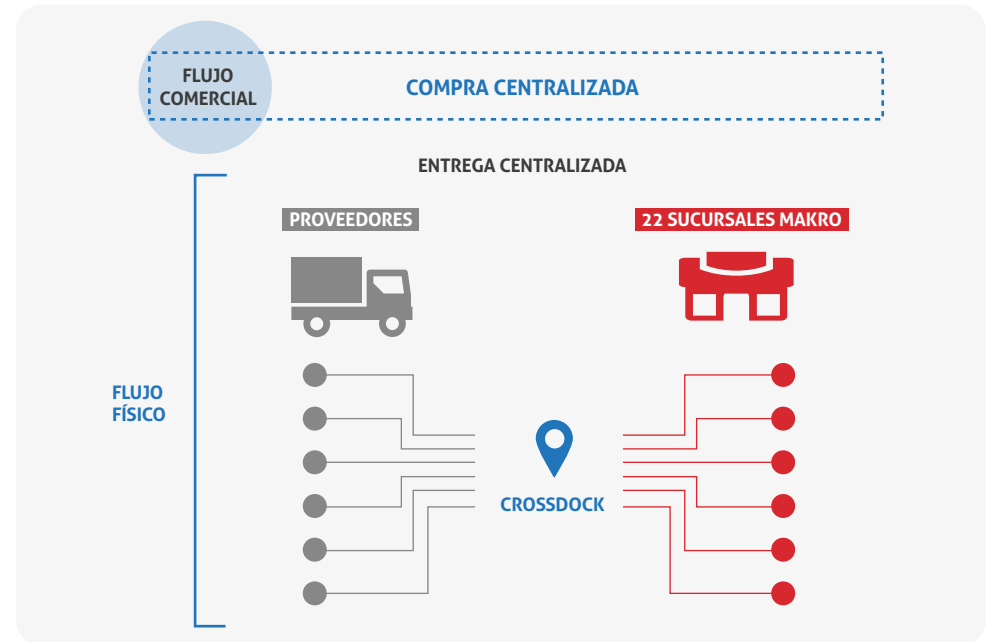 FLUJO
COMERCIAL
COMPRA CENTRALIZADA
ENTREGA CENTRALIZADA
PROVEEDORES
22 SUCURSALES MAKRO
FLUJO
FÍSICO
CROSSDOCK